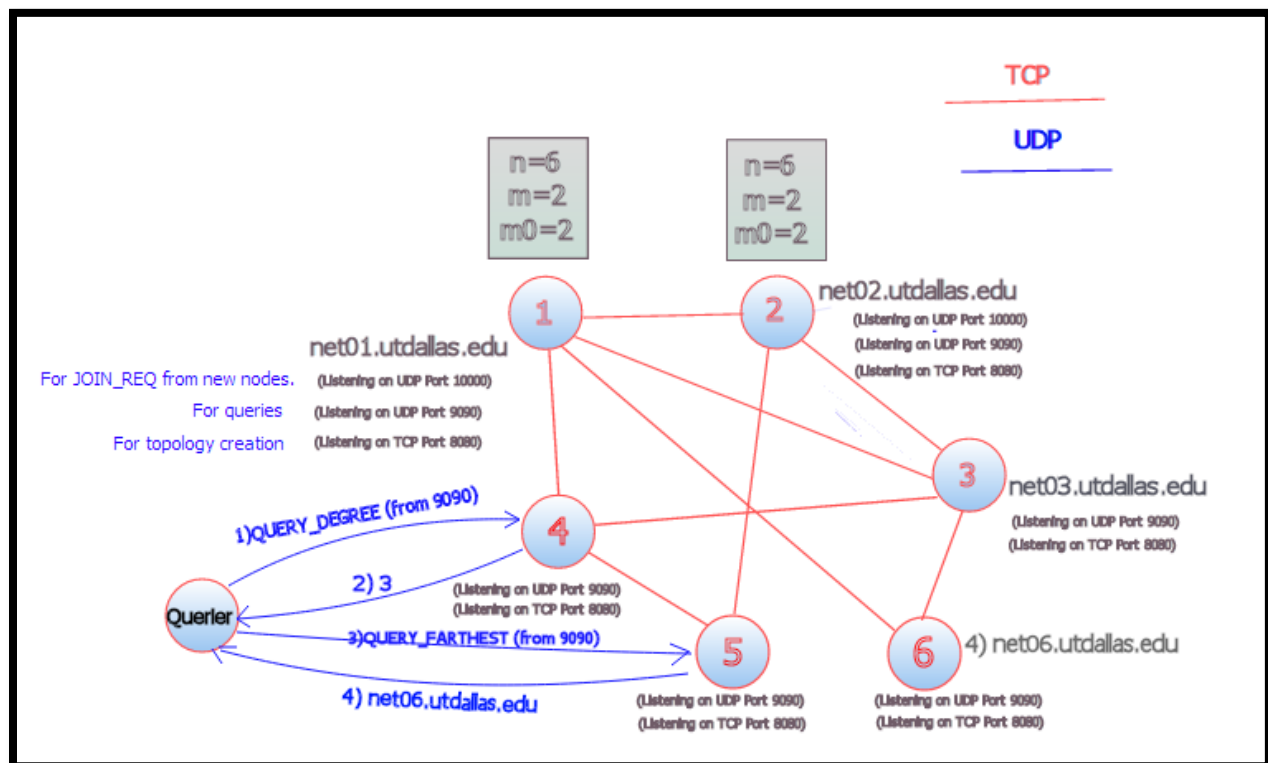 TCP
UDP
n=6
m=2
m0=2
n=6
m=2
m0=2
1
2
net02.utdallas.edu
(Listening on UDP Port 10000)
(Listening on UDP 9090)
(Listening on TCP Port 8080)
net01.utdallas.edu
For JOIN_REQ from new nodes.
(Listening on UDP Port 10000)
For queries
(Listening on UDP Port 9090)
For topology creation
(Listening on TCP Port 8080)
3
net03.utdallas.edu
(Listening on UDP Port 9090)
(Listening on TCP Port 8080)
1)QUERY_DEGREE (from 9090)
4
2) 3
(Listening on UDP Port 9090)
(Listening on TCP Port 8080)
Querier
3)QUERY_FARTHEST (from 9090)
5
6
4) net06.utdallas.edu
4) net06.utdallas.edu
(Listening on UDP Port 9090)
(Listening on TCP Port 8080)
(Listening on UDP Port 9090)
(Listening on TCP Port 8080)